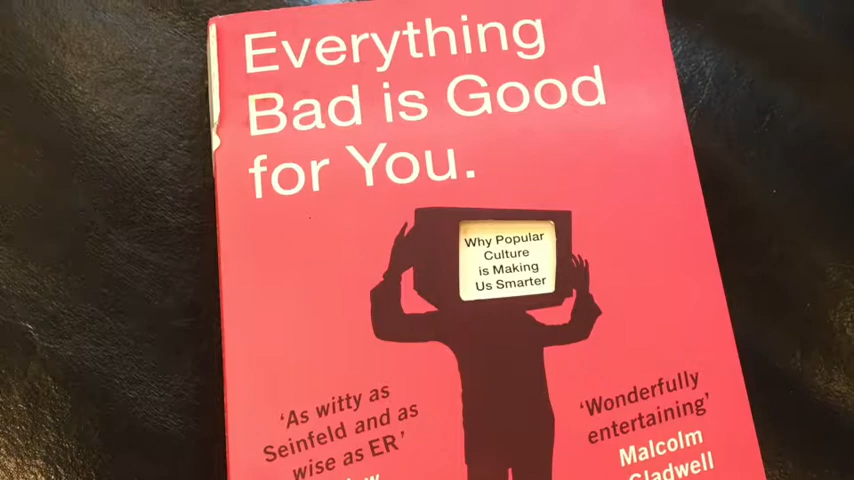 Everything
Bad is Good
for You.
Why Popular
Culture
is Making
Us Smarter
‘As witty as
Seinfeld and as
wise as ER’
‘Wonderfully
entertaining’
Malcolm
Gladwell